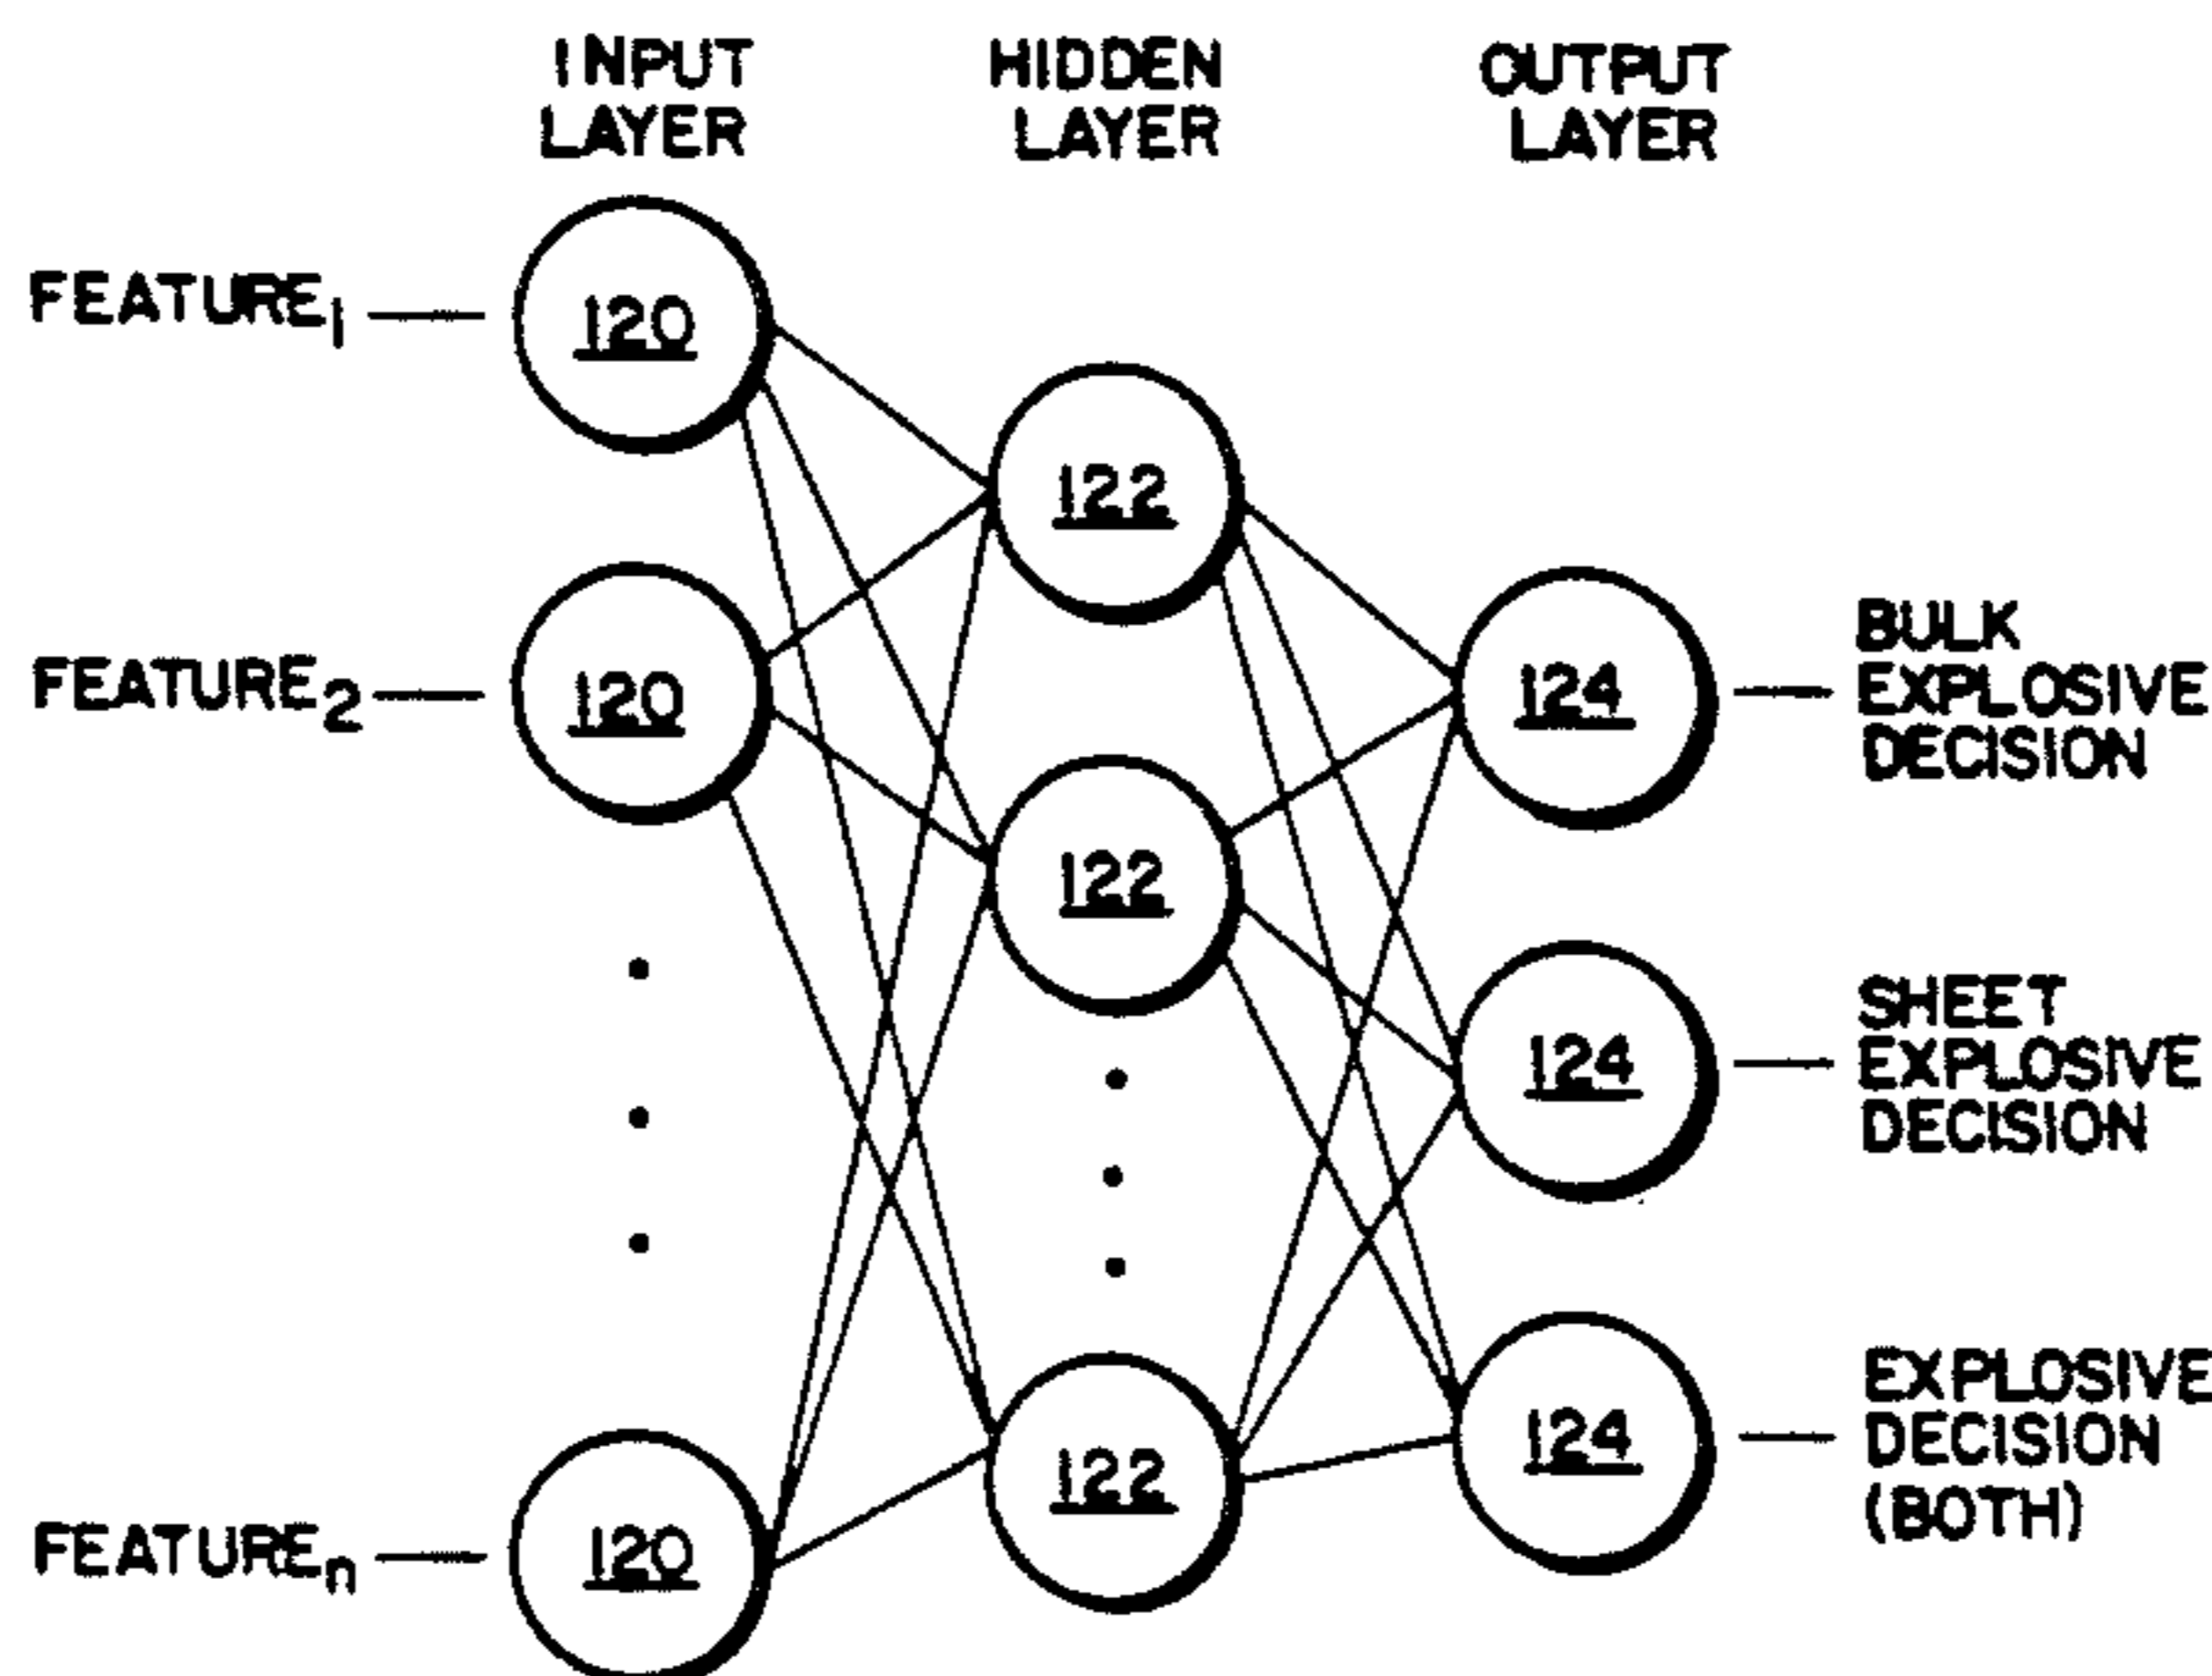 INPUT LAYER
HIDDEN LAYER
OUTPUT LAYER
FEATURE1
120
122
FEATURE2
120
124
BULK
EXPLOSIVE
DECISION
122
SHEET
EXPLOSIVE
DECISION
124
FEATUREn
120
122
124
EXPLOSIVE
DECISION
(BOTH)